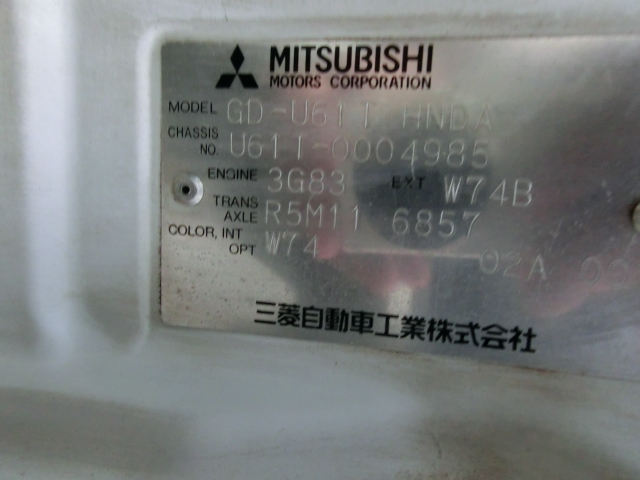 MITSUBISHI
MOTORS CORPORATION
MODEL GD-U61T HNDA
CHASSIS NO. U61T-0004985
ENGINE 3G83 EXT W74B
TRANS AXLE R5M11 6857
COLOR, INT OPT W74 02A
三菱自動車工業株式会社